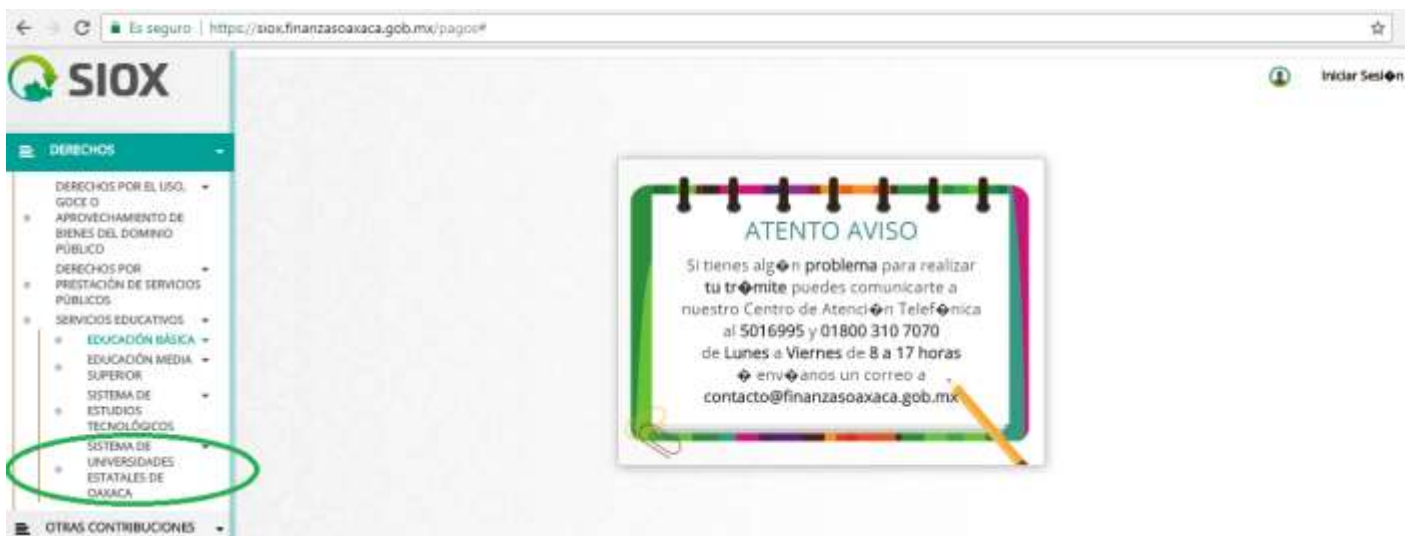 Es seguro | https://siox.finanzasoaxaca.gob.mx/pagos#
SIOX
Iniciar Sesi�n
DERECHOS
DERECHOS POR EL USO,
GOCE O
APROVECHAMIENTO DE
BIENES DEL DOMINIO
PÚBLICO
DERECHOS POR
PRESTACIÓN DE SERVICIOS
PÚBLICOS
SERVICIOS EDUCATIVOS
EDUCACIÓN BÁSICA
EDUCACIÓN MEDIA
SUPERIOR
SISTEMA DE
ESTUDIOS
TECNOLÓGICOS
SISTEMA DE
UNIVERSIDADES
ESTATALES DE
OAXACA
OTRAS CONTRIBUCIONES
ATENTO AVISO
Si tienes alg�n problema para realizar
tu tr�mite puedes comunicarte a
nuestro Centro de Atenci�n Telef�nica
al 5016995 y 01800 310 7070
de Lunes a Viernes de 8 a 17 horas
� env�anos un correo a
contacto@finanzasoaxaca.gob.mx